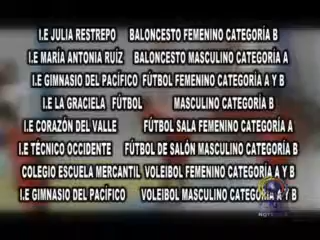 I.E JULIA RESTREPO BALONCESTO FEMENINO CATEGORÍA B
I.E MARÍA ANTONIA RUÍZ BALONCESTO MASCULINO CATEGORÍA A
I.E GIMNASIO DEL PACÍFICO FÚTBOL FEMENINO CATEGORIA A Y B
I.E LA GRACIELA FÚTBOL MASCULINO CATEGORÍA B
I.E CORAZÓN DEL VALLE FÚTBOL SALA FEMENINO CATEGORÍA A
I.E TÉCNICO OCCIDENTE FÚTBOL DE SALÓN MASCULINO CATEGORÍA B
COLEGIO ESCUELA MERCANTIL VOLEIBOL FEMENINO CATEGORÍA A Y B
I.E GIMNASIO DEL PACÍFICO VOLEIBOL MASCULINO CATEGORÍA A Y B